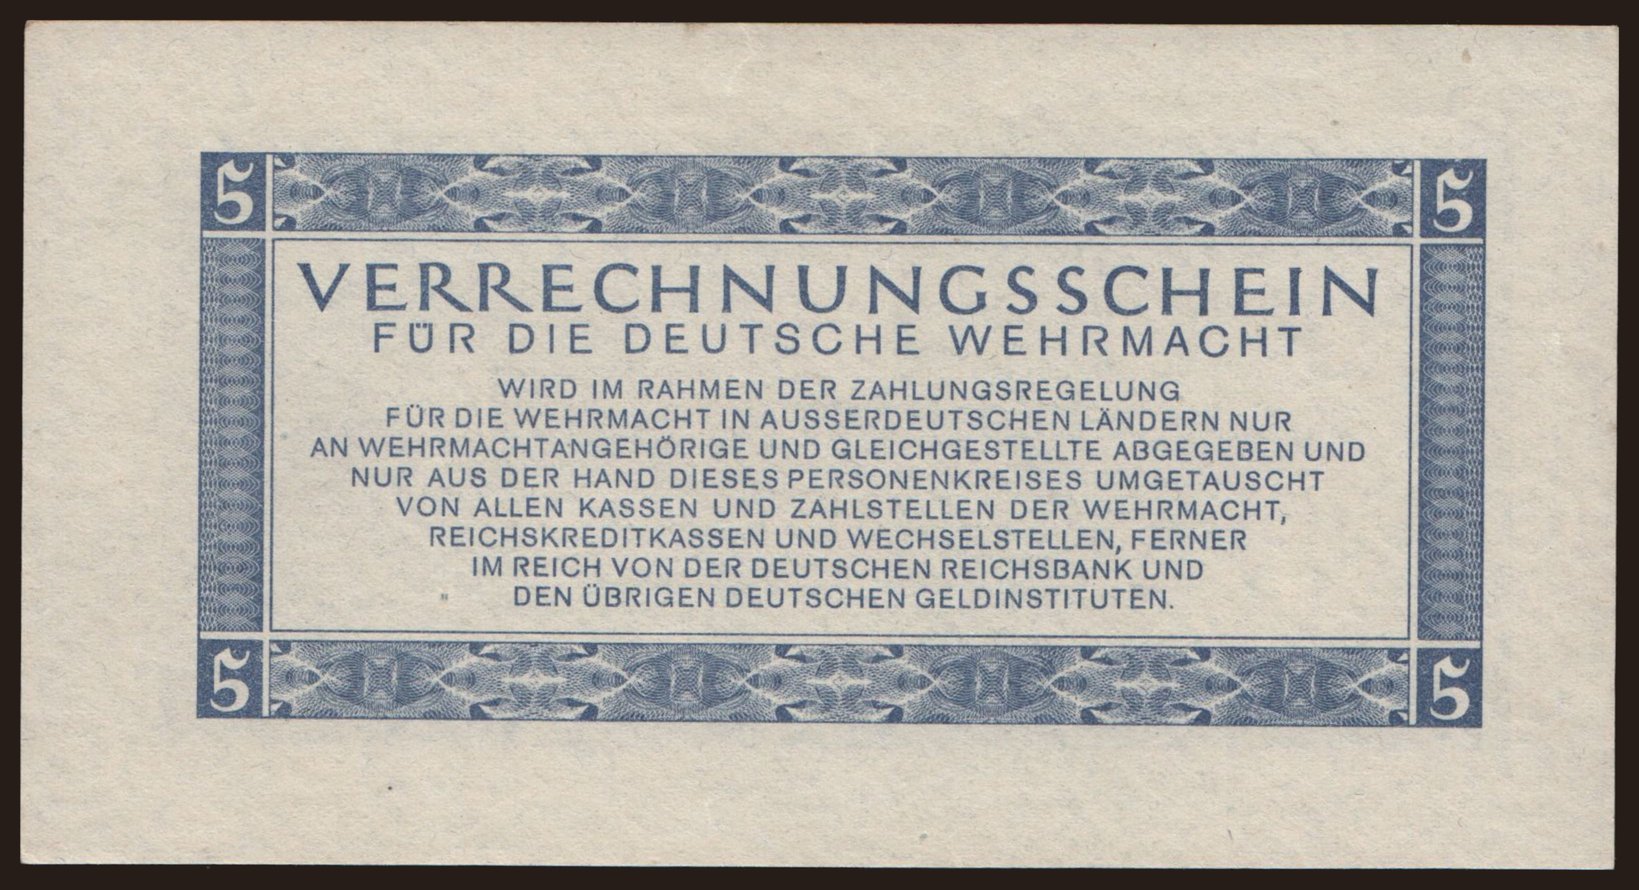 5 5
VERRECHNUNGSSCHEIN
FÜR DIE DEUTSCHE WEHRMACHT
WIRD IM RAHMEN DER ZAHLUNGSREGELUNG
FÜR DIE WEHRMACHT IN AUSSERDEUTSCHEN LÄNDERN NUR
AN WEHRMACHTANGEHÖRIGE UND GLEICHGESTELLTE ABGEGEBEN UND
NUR AUS DER HAND DIESES PERSONENKREISES UMGETAUSCHT
VON ALLEN KASSEN UND ZAHLSTELLEN DER WEHRMACHT,
REICHSKREDITKASSEN UND WECHSELSTELLEN, FERNER
IM REICH VON DER DEUTSCHEN REICHSBANK UND
DEN ÜBRIGEN DEUTSCHEN GELDINSTITUTEN.
5 5